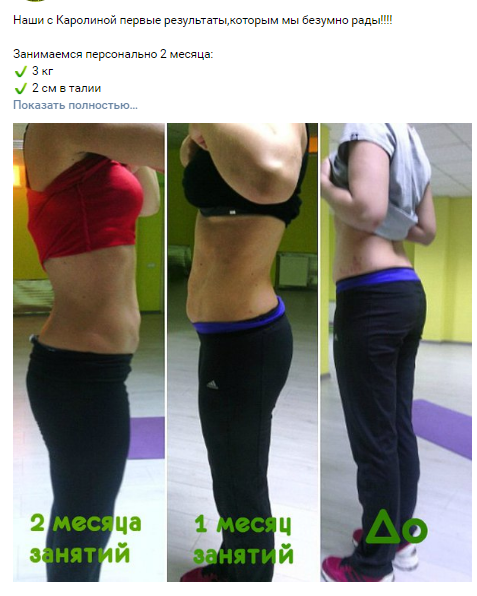 Наши с Каролиной первые результаты,которым мы безумно рады!!!!
Занимаемся персонально 2 месяца:
3 кг
2 см в талии
Показать полностью...
2 месяца
занятий
1 месяц
занятий
До